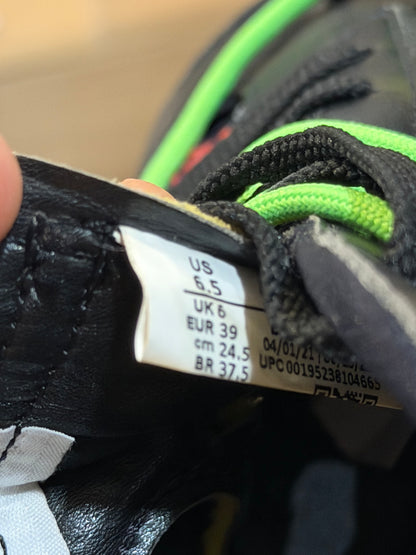 US
6,5
UK 6
EUR 39
cm 24,5 04/01/21
BR 37,5 UPC 00195238104665